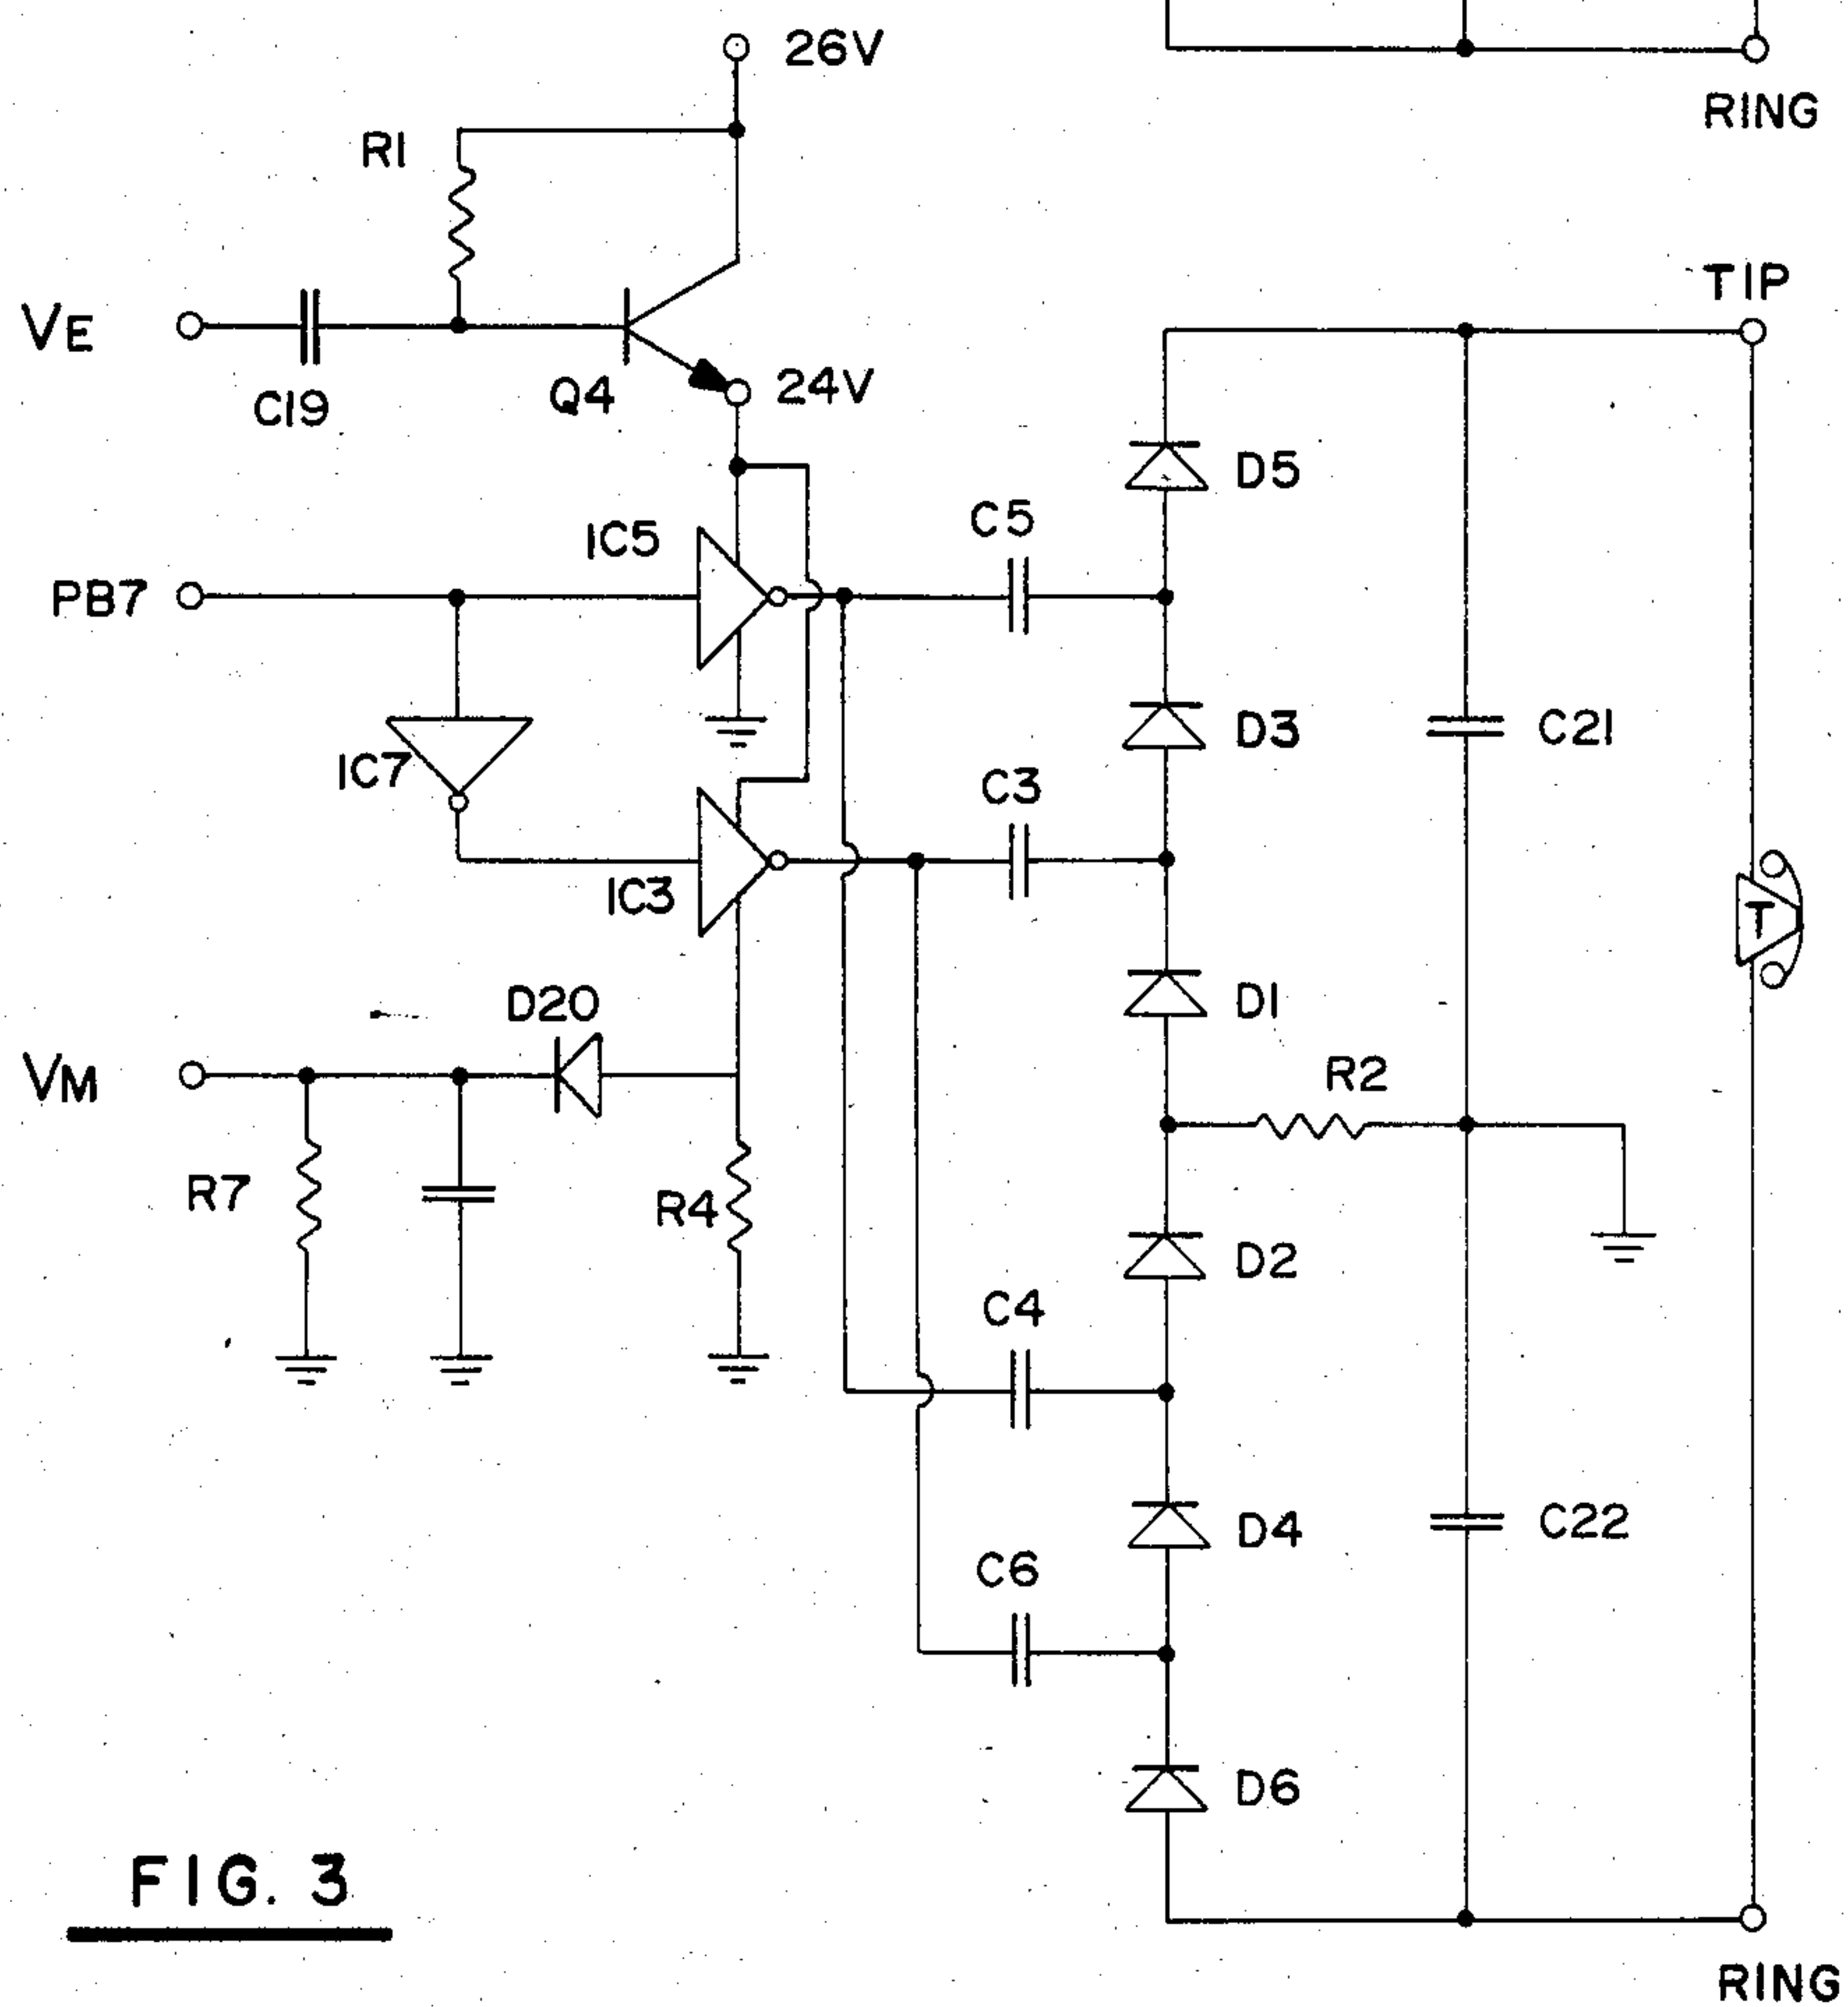 26V
RING
R1
TIP
VE
C19
Q4
24V
D5
C5
IC5
PB7
D3
C21
IC7
C3
IC3
T
D20
D1
VM
R2
R7
R4
D2
C4
D4
C22
C6
D6
FIG. 3
RING